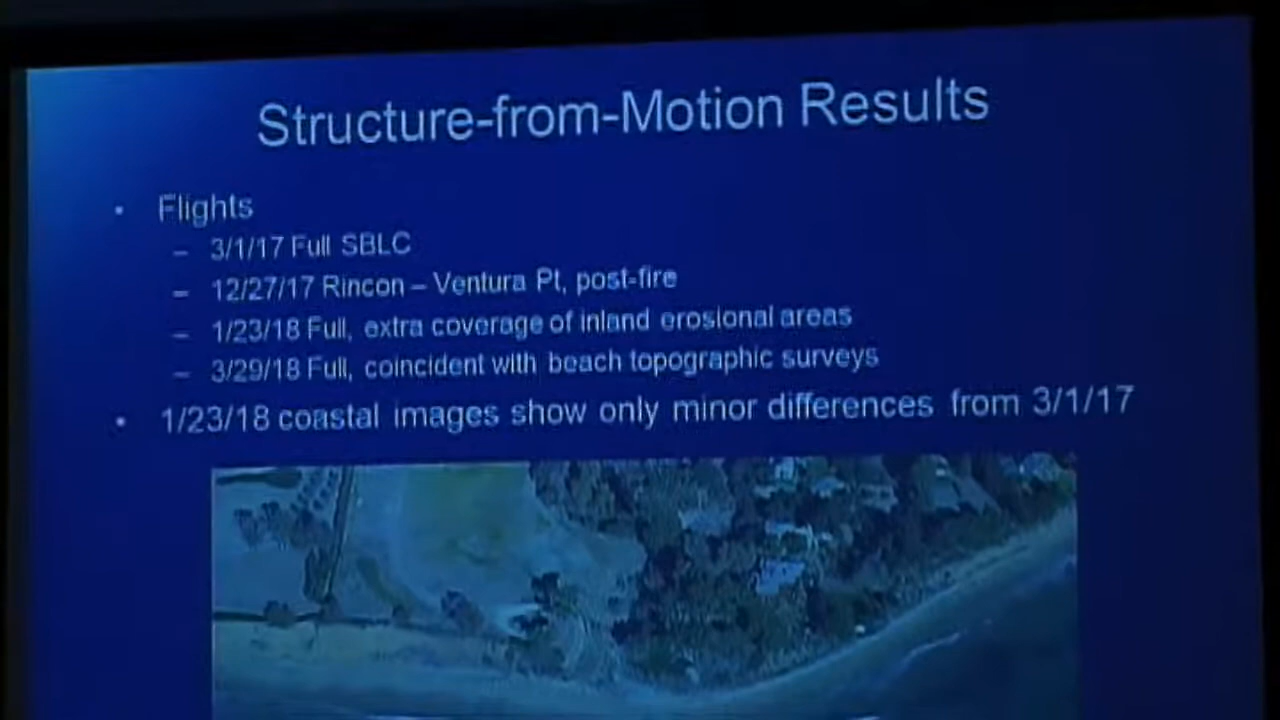 Structure-from-Motion Results
• Flights
– 3/1/17 Full SBLC
– 12/27/17 Rincon – Ventura Pt, post-fire
– 1/23/18 Full, extra coverage of inland erosional areas
– 3/29/18 Full, coincident with beach topographic surveys
• 1/23/18 coastal images show only minor differences from 3/1/17